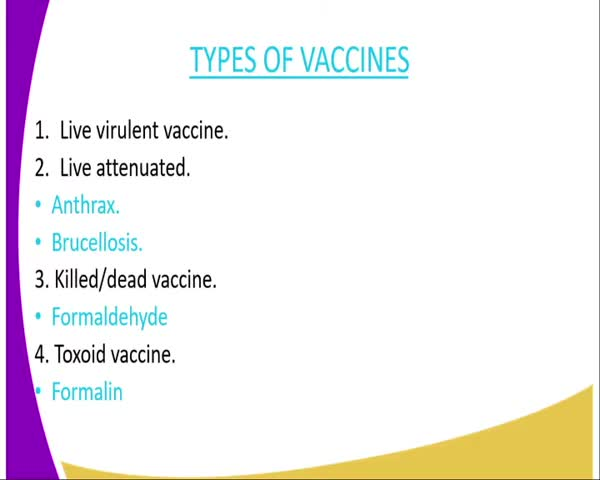 TYPES OF VACCINES
1. Live virulent vaccine.
2. Live attenuated.
• Anthrax.
• Brucellosis.
3. Killed/dead vaccine.
• Formaldehyde
4. Toxoid vaccine.
• Formalin